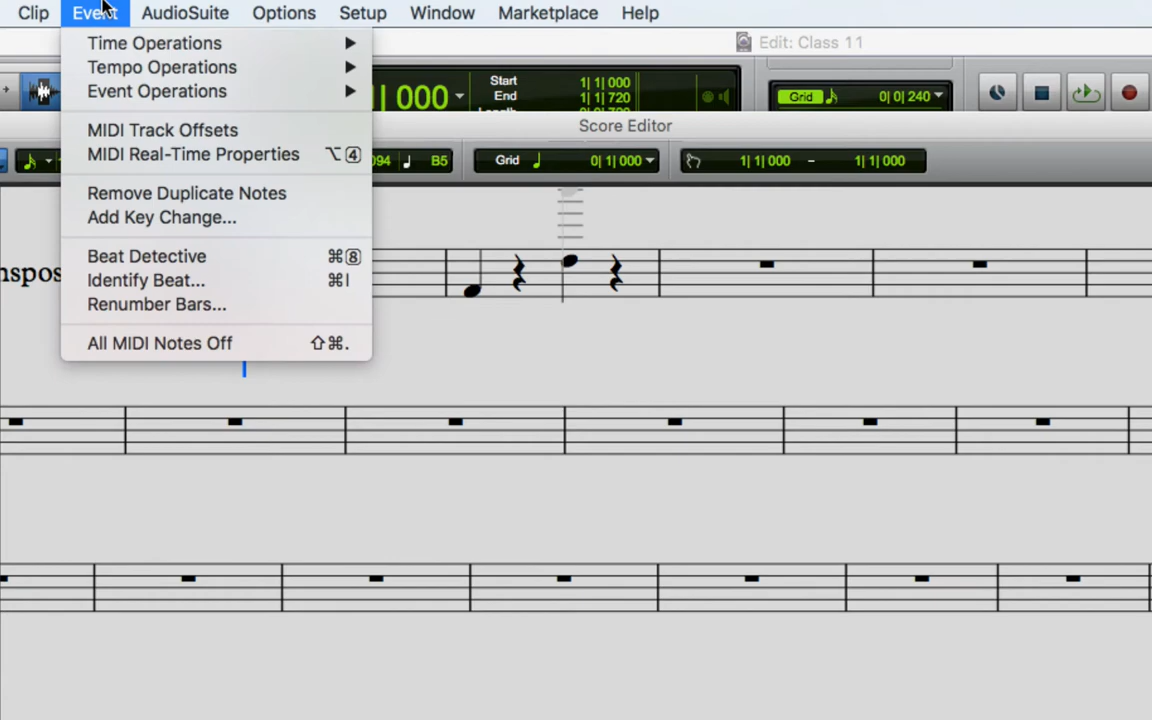 Clip Event AudioSuite Options Setup Window Marketplace Help
Time Operations
Edit: Class 11
Tempo Operations
Event Operations
000
Start 1| 1| 000
End 1| 1| 720
Grid 0| 0| 240
Score Editor
MIDI Track Offsets
MIDI Real-Time Properties ⌥4
094 B5
Grid 0| 1| 000
1| 1| 000 – 1| 1| 000
Remove Duplicate Notes
Add Key Change...
Beat Detective ⌘8
Identify Beat... ⌘I
Renumber Bars...
All MIDI Notes Off ⇧⌘.
nspos